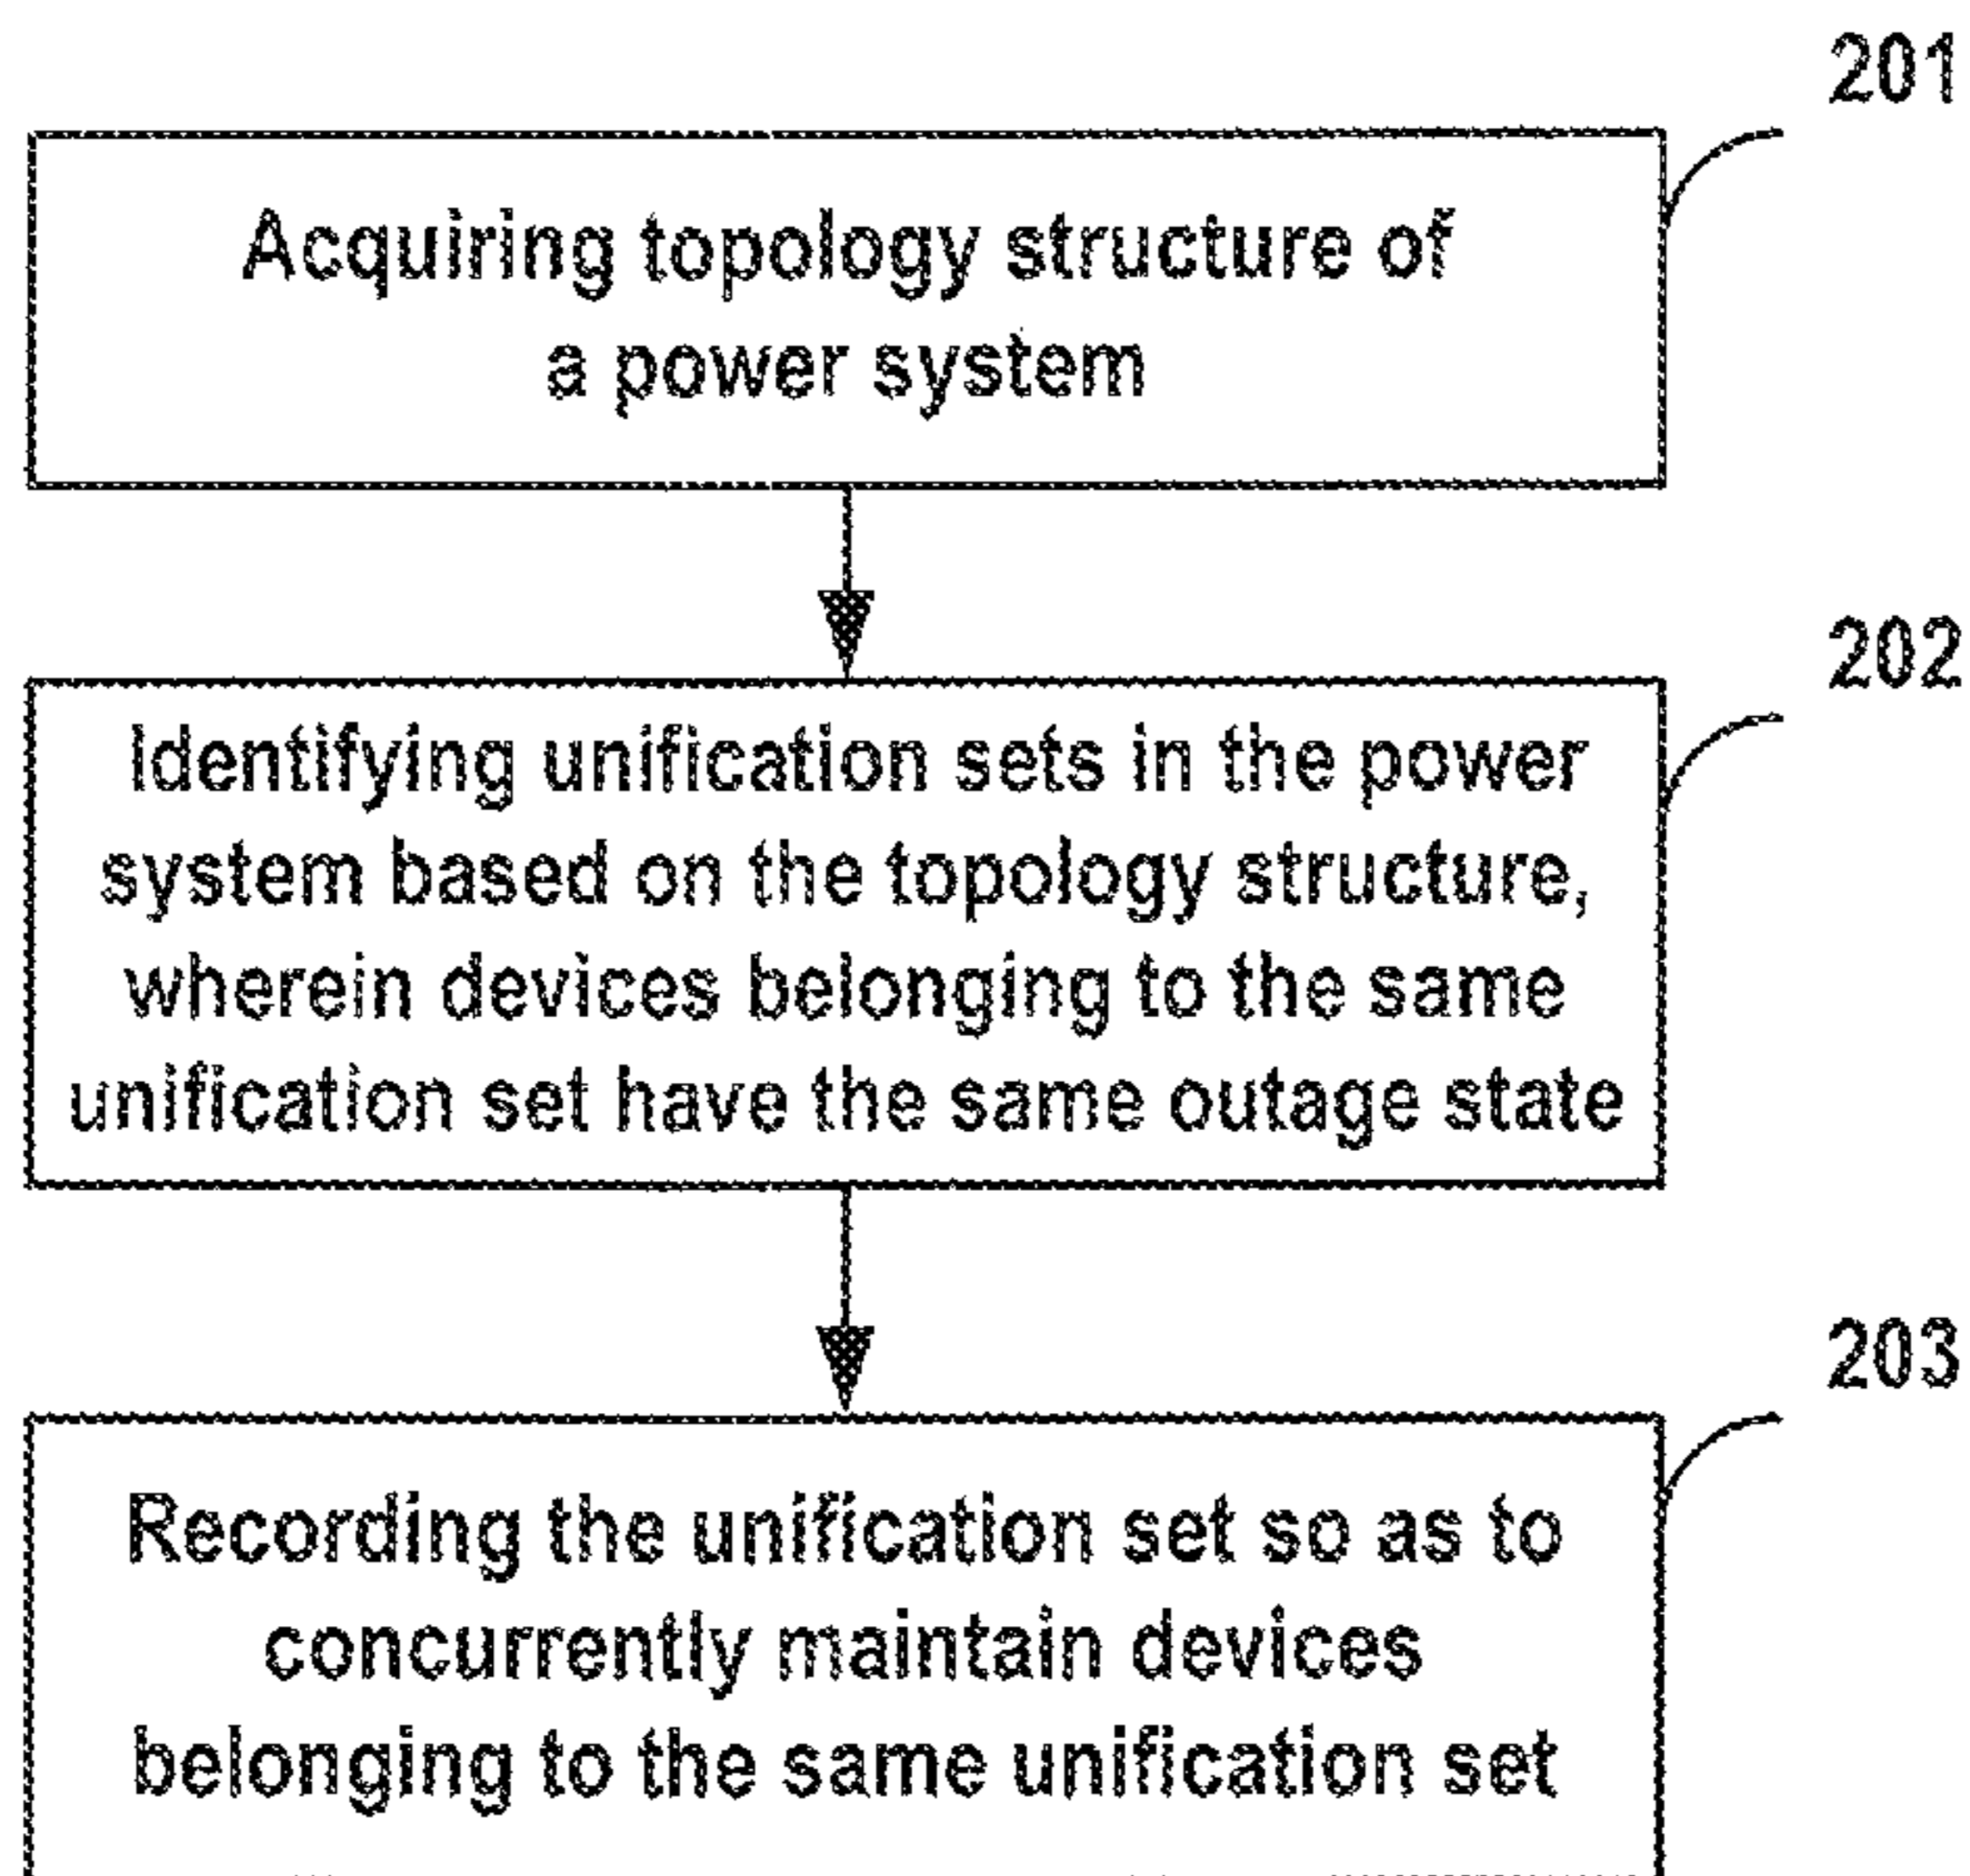 201
Acquiring topology structure of
a power system
202
Identifying unification sets in the power
system based on the topology structure,
wherein devices belonging to the same
unification set have the same outage state
203
Recording the unification set so as to
concurrently maintain devices
belonging to the same unification set